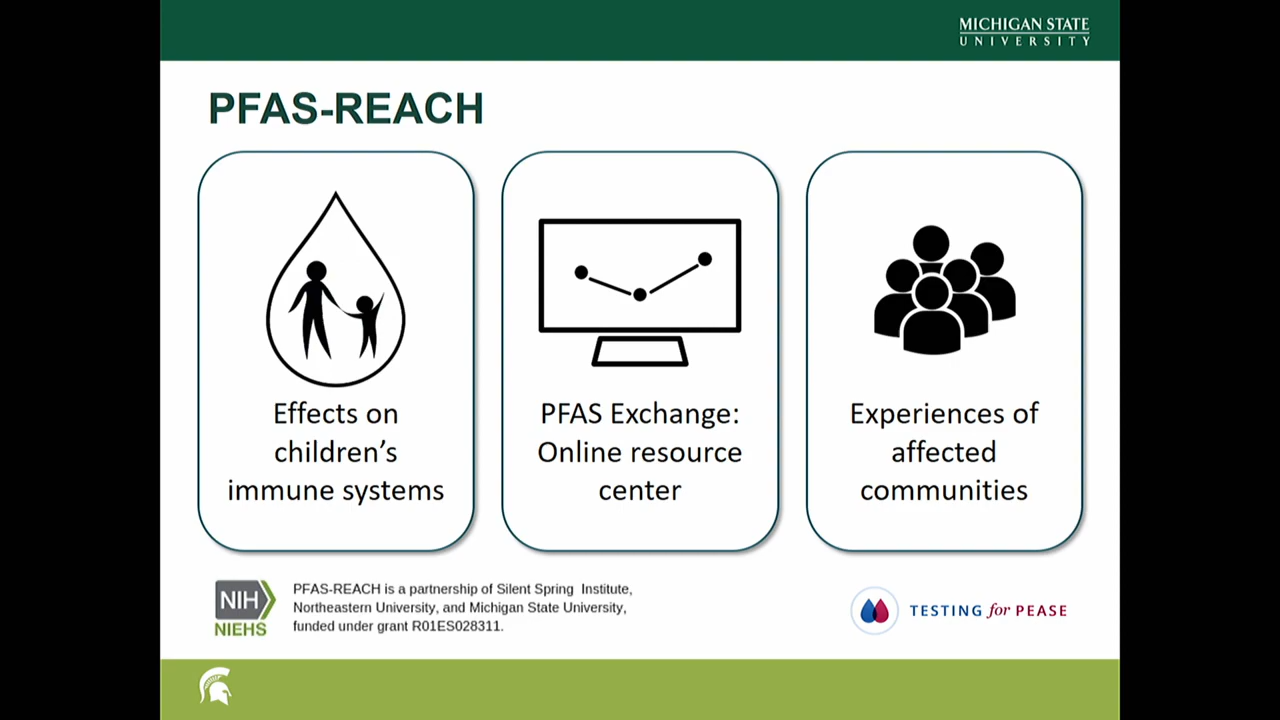 MICHIGAN STATE
UNIVERSITY
PFAS-REACH
Effects on
children’s
immune systems
PFAS Exchange:
Online resource
center
Experiences of
affected
communities
NIH
NIEHS
PFAS-REACH is a partnership of Silent Spring Institute,
Northeastern University, and Michigan State University,
funded under grant R01ES028311.
TESTING for PEASE